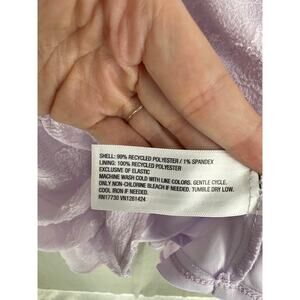 SHELL: 99% RECYCLED POLYESTER / 1% SPANDEX
LINING: 100% RECYCLED POLYESTER
EXCLUSIVE OF ELASTIC
MACHINE WASH COLD WITH LIKE COLORS. GENTLE CYCLE.
ONLY NON-CHLORINE BLEACH IF NEEDED. TUMBLE DRY LOW.
COOL IRON IF NEEDED.
RN17730 VN1261424